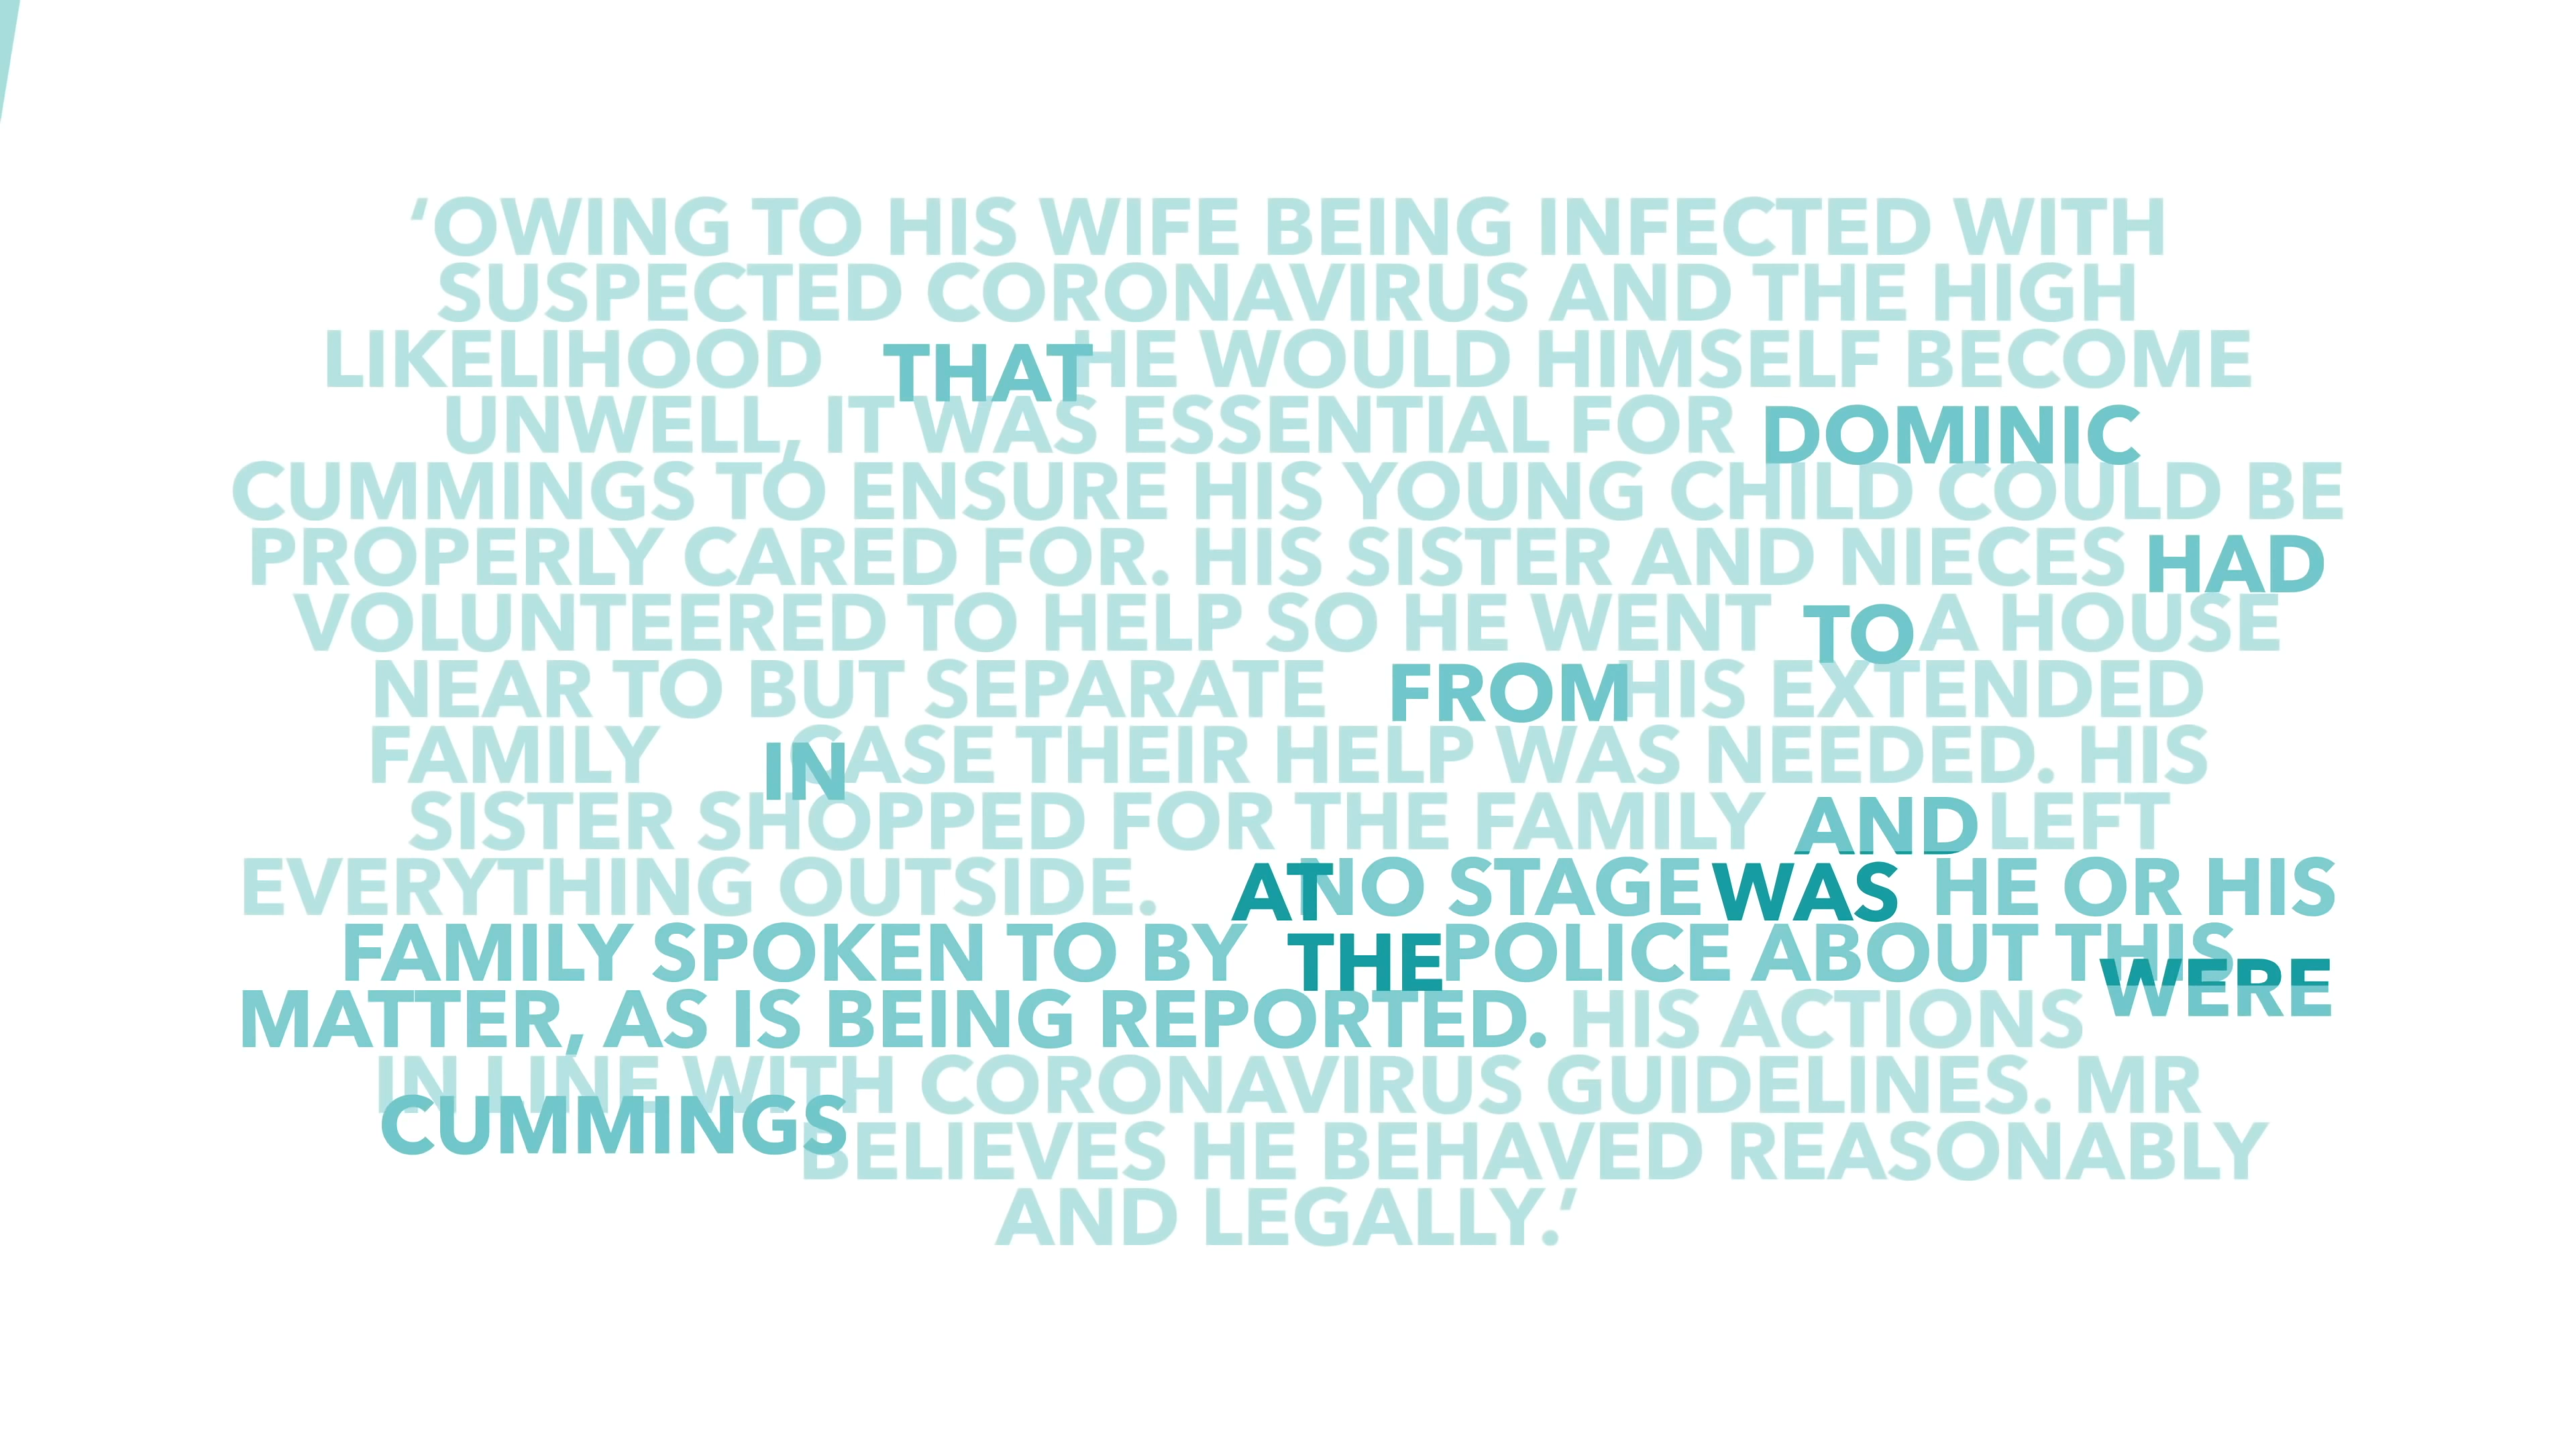 ‘OWING TO HIS WIFE BEING INFECTED WITH
SUSPECTED CORONAVIRUS AND THE HIGH
LIKELIHOOD THAT HE WOULD HIMSELF BECOME
UNWELL, IT WAS ESSENTIAL FOR DOMINIC
CUMMINGS TO ENSURE HIS YOUNG CHILD COULD BE
PROPERLY CARED FOR. HIS SISTER AND NIECES HAD
VOLUNTEERED TO HELP SO HE WENT TO A HOUSE
NEAR TO BUT SEPARATE FROM HIS EXTENDED
FAMILY IN CASE THEIR HELP WAS NEEDED. HIS
SISTER SHOPPED FOR THE FAMILY AND LEFT
EVERYTHING OUTSIDE. AT NO STAGE WAS HE OR HIS
FAMILY SPOKEN TO BY THE POLICE ABOUT THIS
MATTER, AS IS BEING REPORTED. HIS ACTIONS WERE
IN LINE WITH CORONAVIRUS GUIDELINES. MR
CUMMINGS BELIEVES HE BEHAVED REASONABLY
AND LEGALLY.’